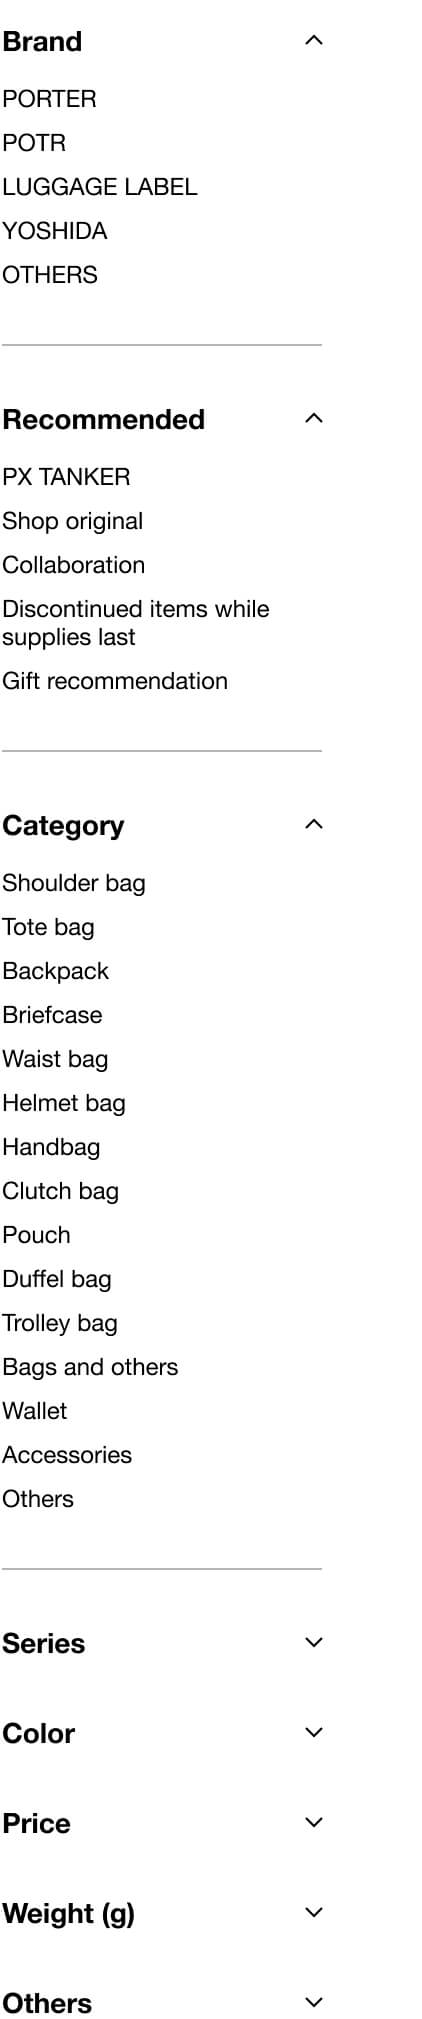 Brand
PORTER
POTR
LUGGAGE LABEL
YOSHIDA
OTHERS
Recommended
PX TANKER
Shop original
Collaboration
Discontinued items while
supplies last
Gift recommendation
Category
Shoulder bag
Tote bag
Backpack
Briefcase
Waist bag
Helmet bag
Handbag
Clutch bag
Pouch
Duffel bag
Trolley bag
Bags and others
Wallet
Accessories
Others
Series
Color
Price
Weight (g)
Others